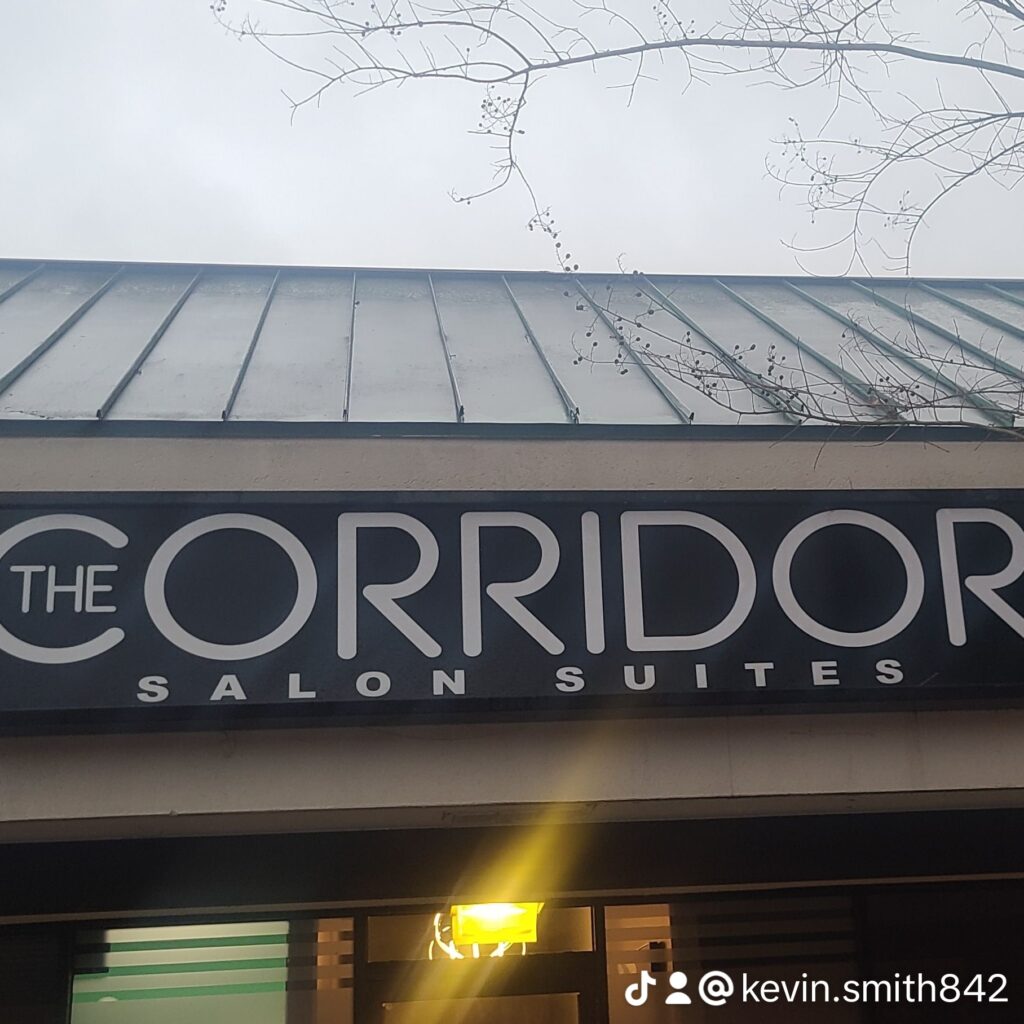 THE
CORRIDOR
SALON SUITES
@kevin.smith842